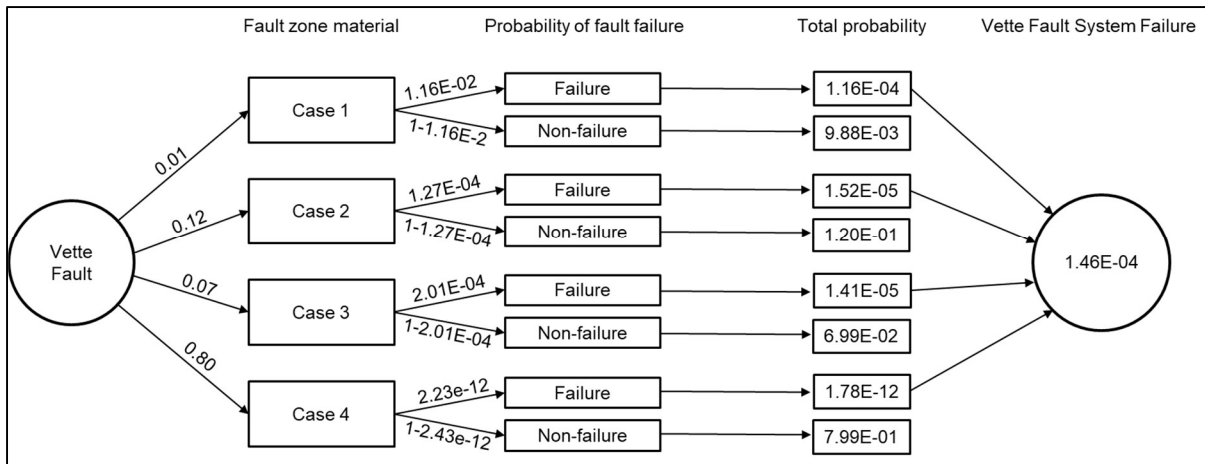 Fault zone material
Probability of fault failure
Total probability
Vette Fault System Failure
Vette
Fault
0.01
0.12
0.07
0.80
Case 1
1.16E-02
1-1.16E-2
Failure
1.16E-04
Non-failure
9.88E-03
Case 2
1.27E-04
1-1.27E-04
Failure
1.52E-05
Non-failure
1.20E-01
Case 3
2.01E-04
1-2.01E-04
Failure
1.41E-05
Non-failure
6.99E-02
Case 4
2.23e-12
1-2.43e-12
Failure
1.78E-12
Non-failure
7.99E-01
1.46E-04